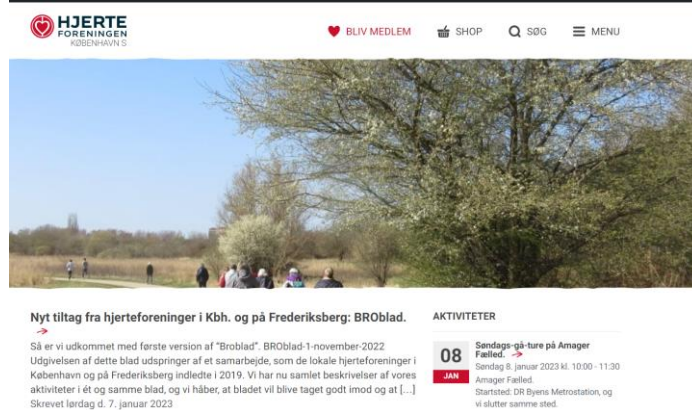 HJERTE
FORENINGEN
KØBENHAVN S
BLIV MEDLEM
SHOP
SØG
MENU
Nyt tiltag fra hjerteforeninger i Kbh. og på Frederiksberg: BROblad.
Så er vi udkommet med første version af “Broblad”. BROblad-1-november-2022
Udgivelsen af dette blad udspringer af et samarbejde, som de lokale hjerteforeninger i
København og på Frederiksberg indledte i 2019. Vi har nu samlet beskrivelser af vores
aktiviteter i ét og samme blad, og vi håber, at bladet vil blive taget godt imod og at […]
Skrevet lørdag d. 7. januar 2023
AKTIVITETER
08
JAN
Søndags-gå-ture på Amager
Fælled.
Søndag 8. januar 2023 kl. 10:00 - 11:30
Amager Fælled.
Startsted: DR Byens Metrostation, og
vi slutter samme sted.